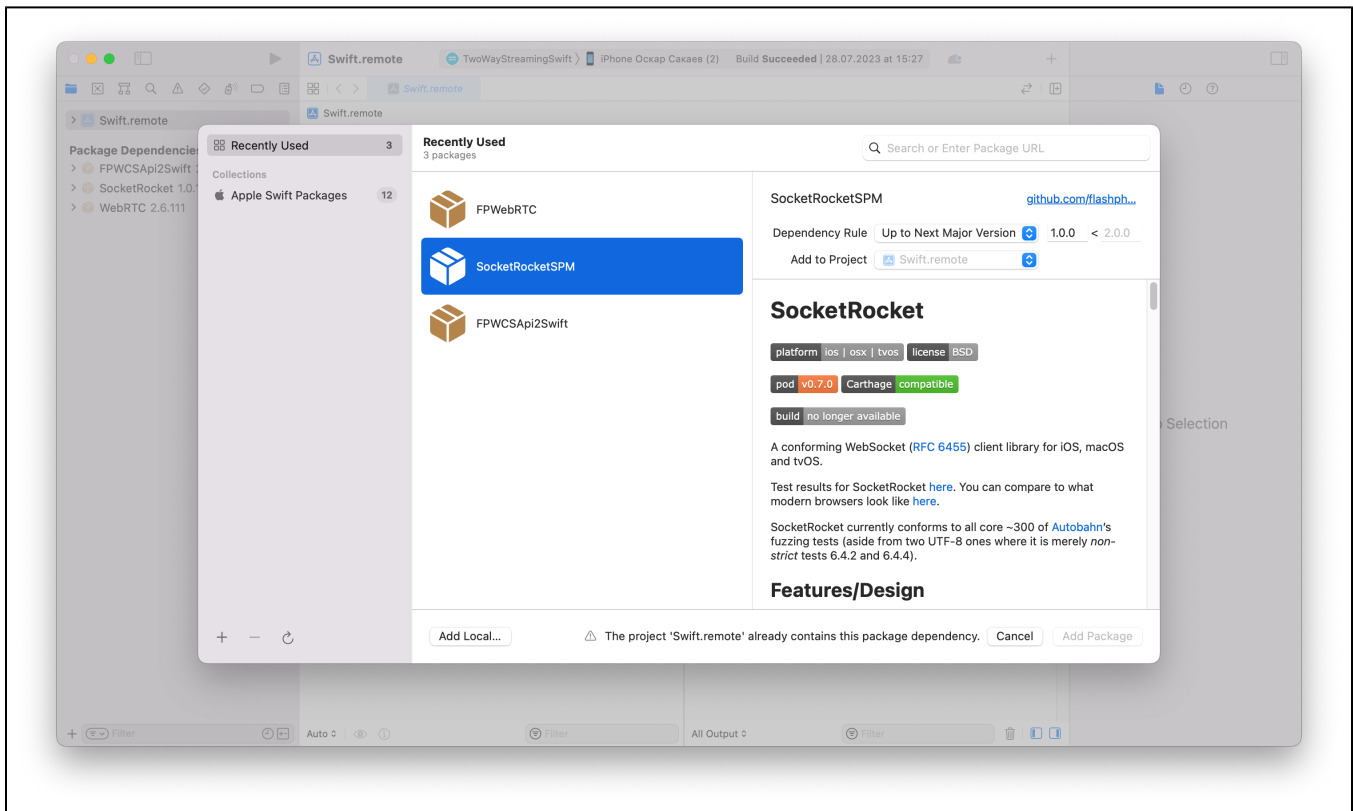 Swift.remote
TwoWayStreamingSwift
iPhone Оскар Сакаев (2)
Build Succeeded | 28.07.2023 at 15:27
Swift.remote
Swift.remote
Swift.remote
Package Dependencies
FPWCSApi2Swift
SocketRocket 1.0.
WebRTC 2.6.111
Recently Used 3
Collections
Apple Swift Packages 12
Recently Used
3 packages
Search or Enter Package URL
FPWebRTC
SocketRocketSPM
FPWCSApi2Swift
SocketRocketSPM github.com/flashph...
Dependency Rule Up to Next Major Version 1.0.0 < 2.0.0
Add to Project Swift.remote
SocketRocket
platform ios | osx | tvos license BSD
pod v0.7.0 Carthage compatible
build no longer available
A conforming WebSocket (RFC 6455) client library for iOS, macOS
and tvOS.
Test results for SocketRocket here. You can compare to what
modern browsers look like here.
SocketRocket currently conforms to all core ~300 of Autobahn's
fuzzing tests (aside from two UTF-8 ones where it is merely non-
strict tests 6.4.2 and 6.4.4).
Features/Design
Selection
Add Local...
The project 'Swift.remote' already contains this package dependency.
Cancel
Add Package
Filter
Auto
Filter
All Output
Filter